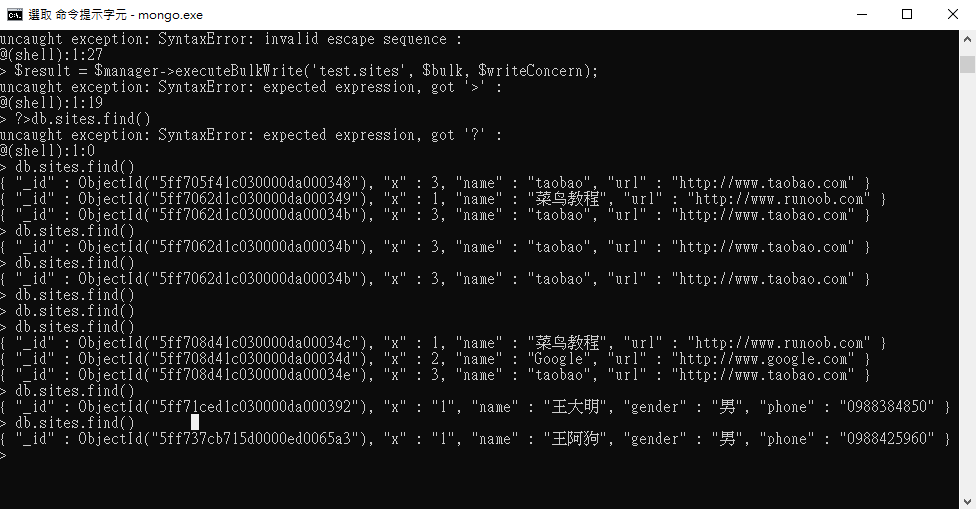 選取 命令提示字元 - mongo.exe
uncaught exception: SyntaxError: invalid escape sequence :
@(shell):1:27
> $result = $manager->executeBulkWrite('test.sites', $bulk, $writeConcern);
uncaught exception: SyntaxError: expected expression, got '>' :
@(shell):1:19
> ?>db.sites.find()
uncaught exception: SyntaxError: expected expression, got '?' :
@(shell):1:0
> db.sites.find()
{ "_id" : ObjectId("5ff705f41c030000da000348"), "x" : 3, "name" : "taobao", "url" : "http://www.taobao.com" }
{ "_id" : ObjectId("5ff7062d1c030000da000349"), "x" : 1, "name" : "菜鸟教程", "url" : "http://www.runoob.com" }
{ "_id" : ObjectId("5ff7062d1c030000da00034b"), "x" : 3, "name" : "taobao", "url" : "http://www.taobao.com" }
> db.sites.find()
{ "_id" : ObjectId("5ff7062d1c030000da00034b"), "x" : 3, "name" : "taobao", "url" : "http://www.taobao.com" }
> db.sites.find()
{ "_id" : ObjectId("5ff7062d1c030000da00034b"), "x" : 3, "name" : "taobao", "url" : "http://www.taobao.com" }
> db.sites.find()
> db.sites.find()
> db.sites.find()
{ "_id" : ObjectId("5ff708d41c030000da00034c"), "x" : 1, "name" : "菜鸟教程", "url" : "http://www.runoob.com" }
{ "_id" : ObjectId("5ff708d41c030000da00034d"), "x" : 2, "name" : "Google", "url" : "http://www.google.com" }
{ "_id" : ObjectId("5ff708d41c030000da00034e"), "x" : 3, "name" : "taobao", "url" : "http://www.taobao.com" }
> db.sites.find()
{ "_id" : ObjectId("5ff71ced1c030000da000392"), "x" : "1", "name" : "王大明", "gender" : "男", "phone" : "0988384850" }
> db.sites.find()
{ "_id" : ObjectId("5ff737cb715d0000ed0065a3"), "x" : "1", "name" : "王阿狗", "gender" : "男", "phone" : "0988425960" }
>